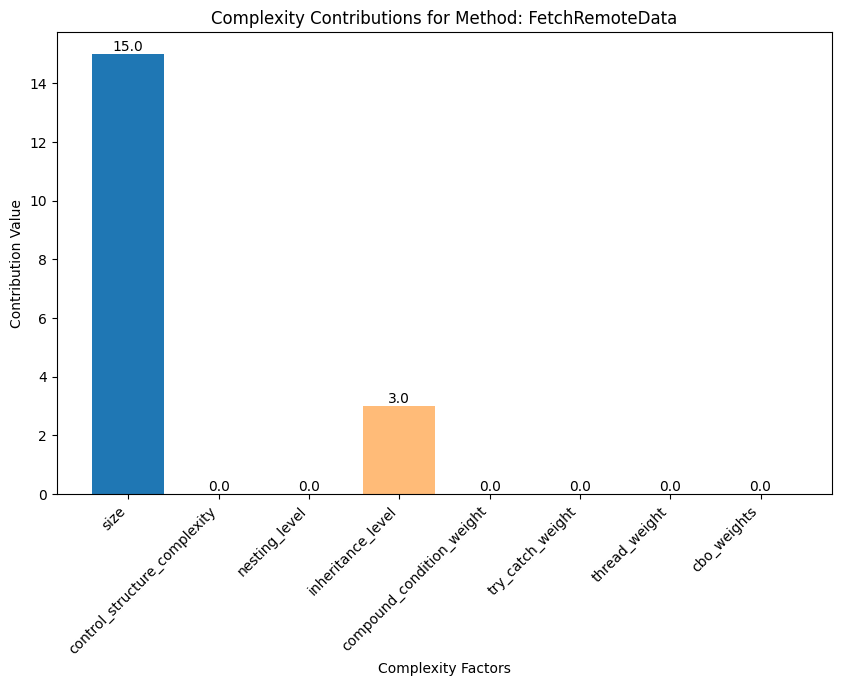 Complexity Contributions for Method: FetchRemoteData
Contribution Value
14
12
10
8
6
4
2
0
15.0
0.0
0.0
3.0
0.0
0.0
0.0
0.0
size
control_structure_complexity
nesting_level
inheritance_level
compound_condition_weight
try_catch_weight
thread_weight
cbo_weights
Complexity Factors